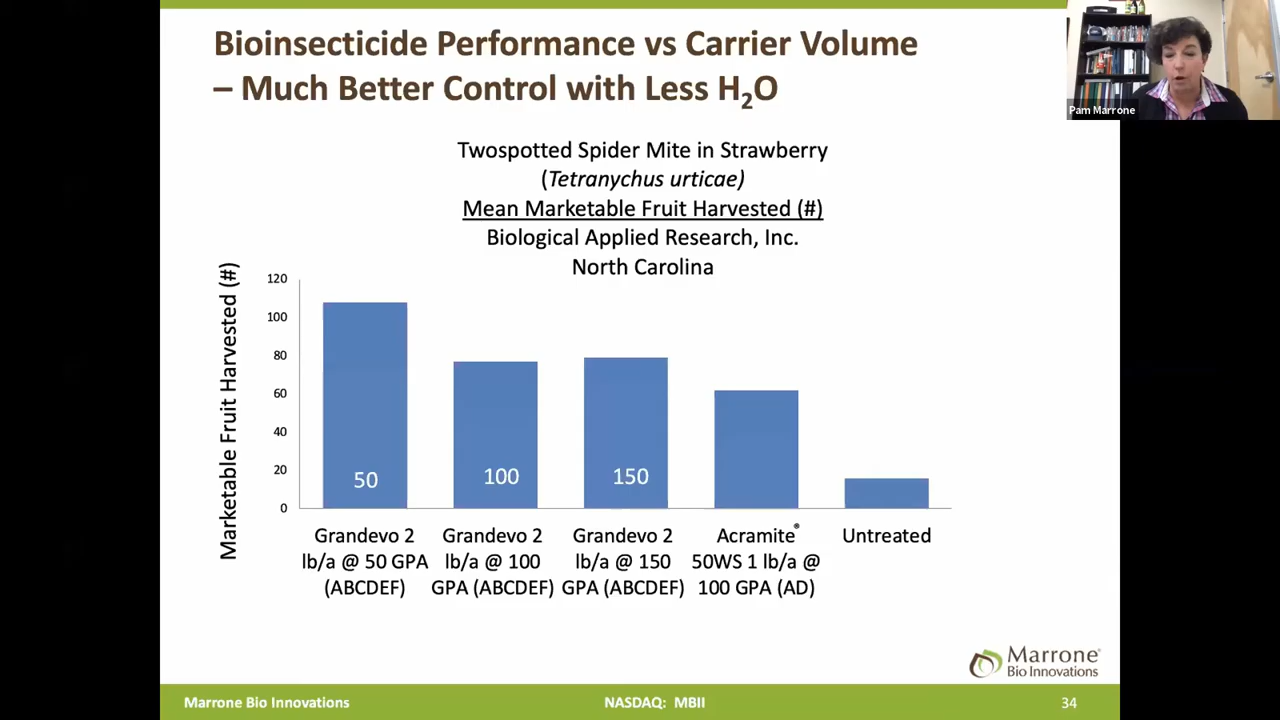 Bioinsecticide Performance vs Carrier Volume
– Much Better Control with Less H₂O
Pam Marrone
Twospotted Spider Mite in Strawberry
(Tetranychus urticae)
Mean Marketable Fruit Harvested (#)
Biological Applied Research, Inc.
North Carolina
Marketable Fruit Harvested (#)
120
100
80
60
40
20
0
50
100
150
Grandevo 2
lb/a @ 50 GPA
(ABCDEF)
Grandevo 2
lb/a @ 100
GPA (ABCDEF)
Grandevo 2
lb/a @ 150
GPA (ABCDEF)
Acramite®
50WS 1 lb/a @
100 GPA (AD)
Untreated
Marrone®
Bio Innovations
Marrone Bio Innovations
NASDAQ: MBII
34